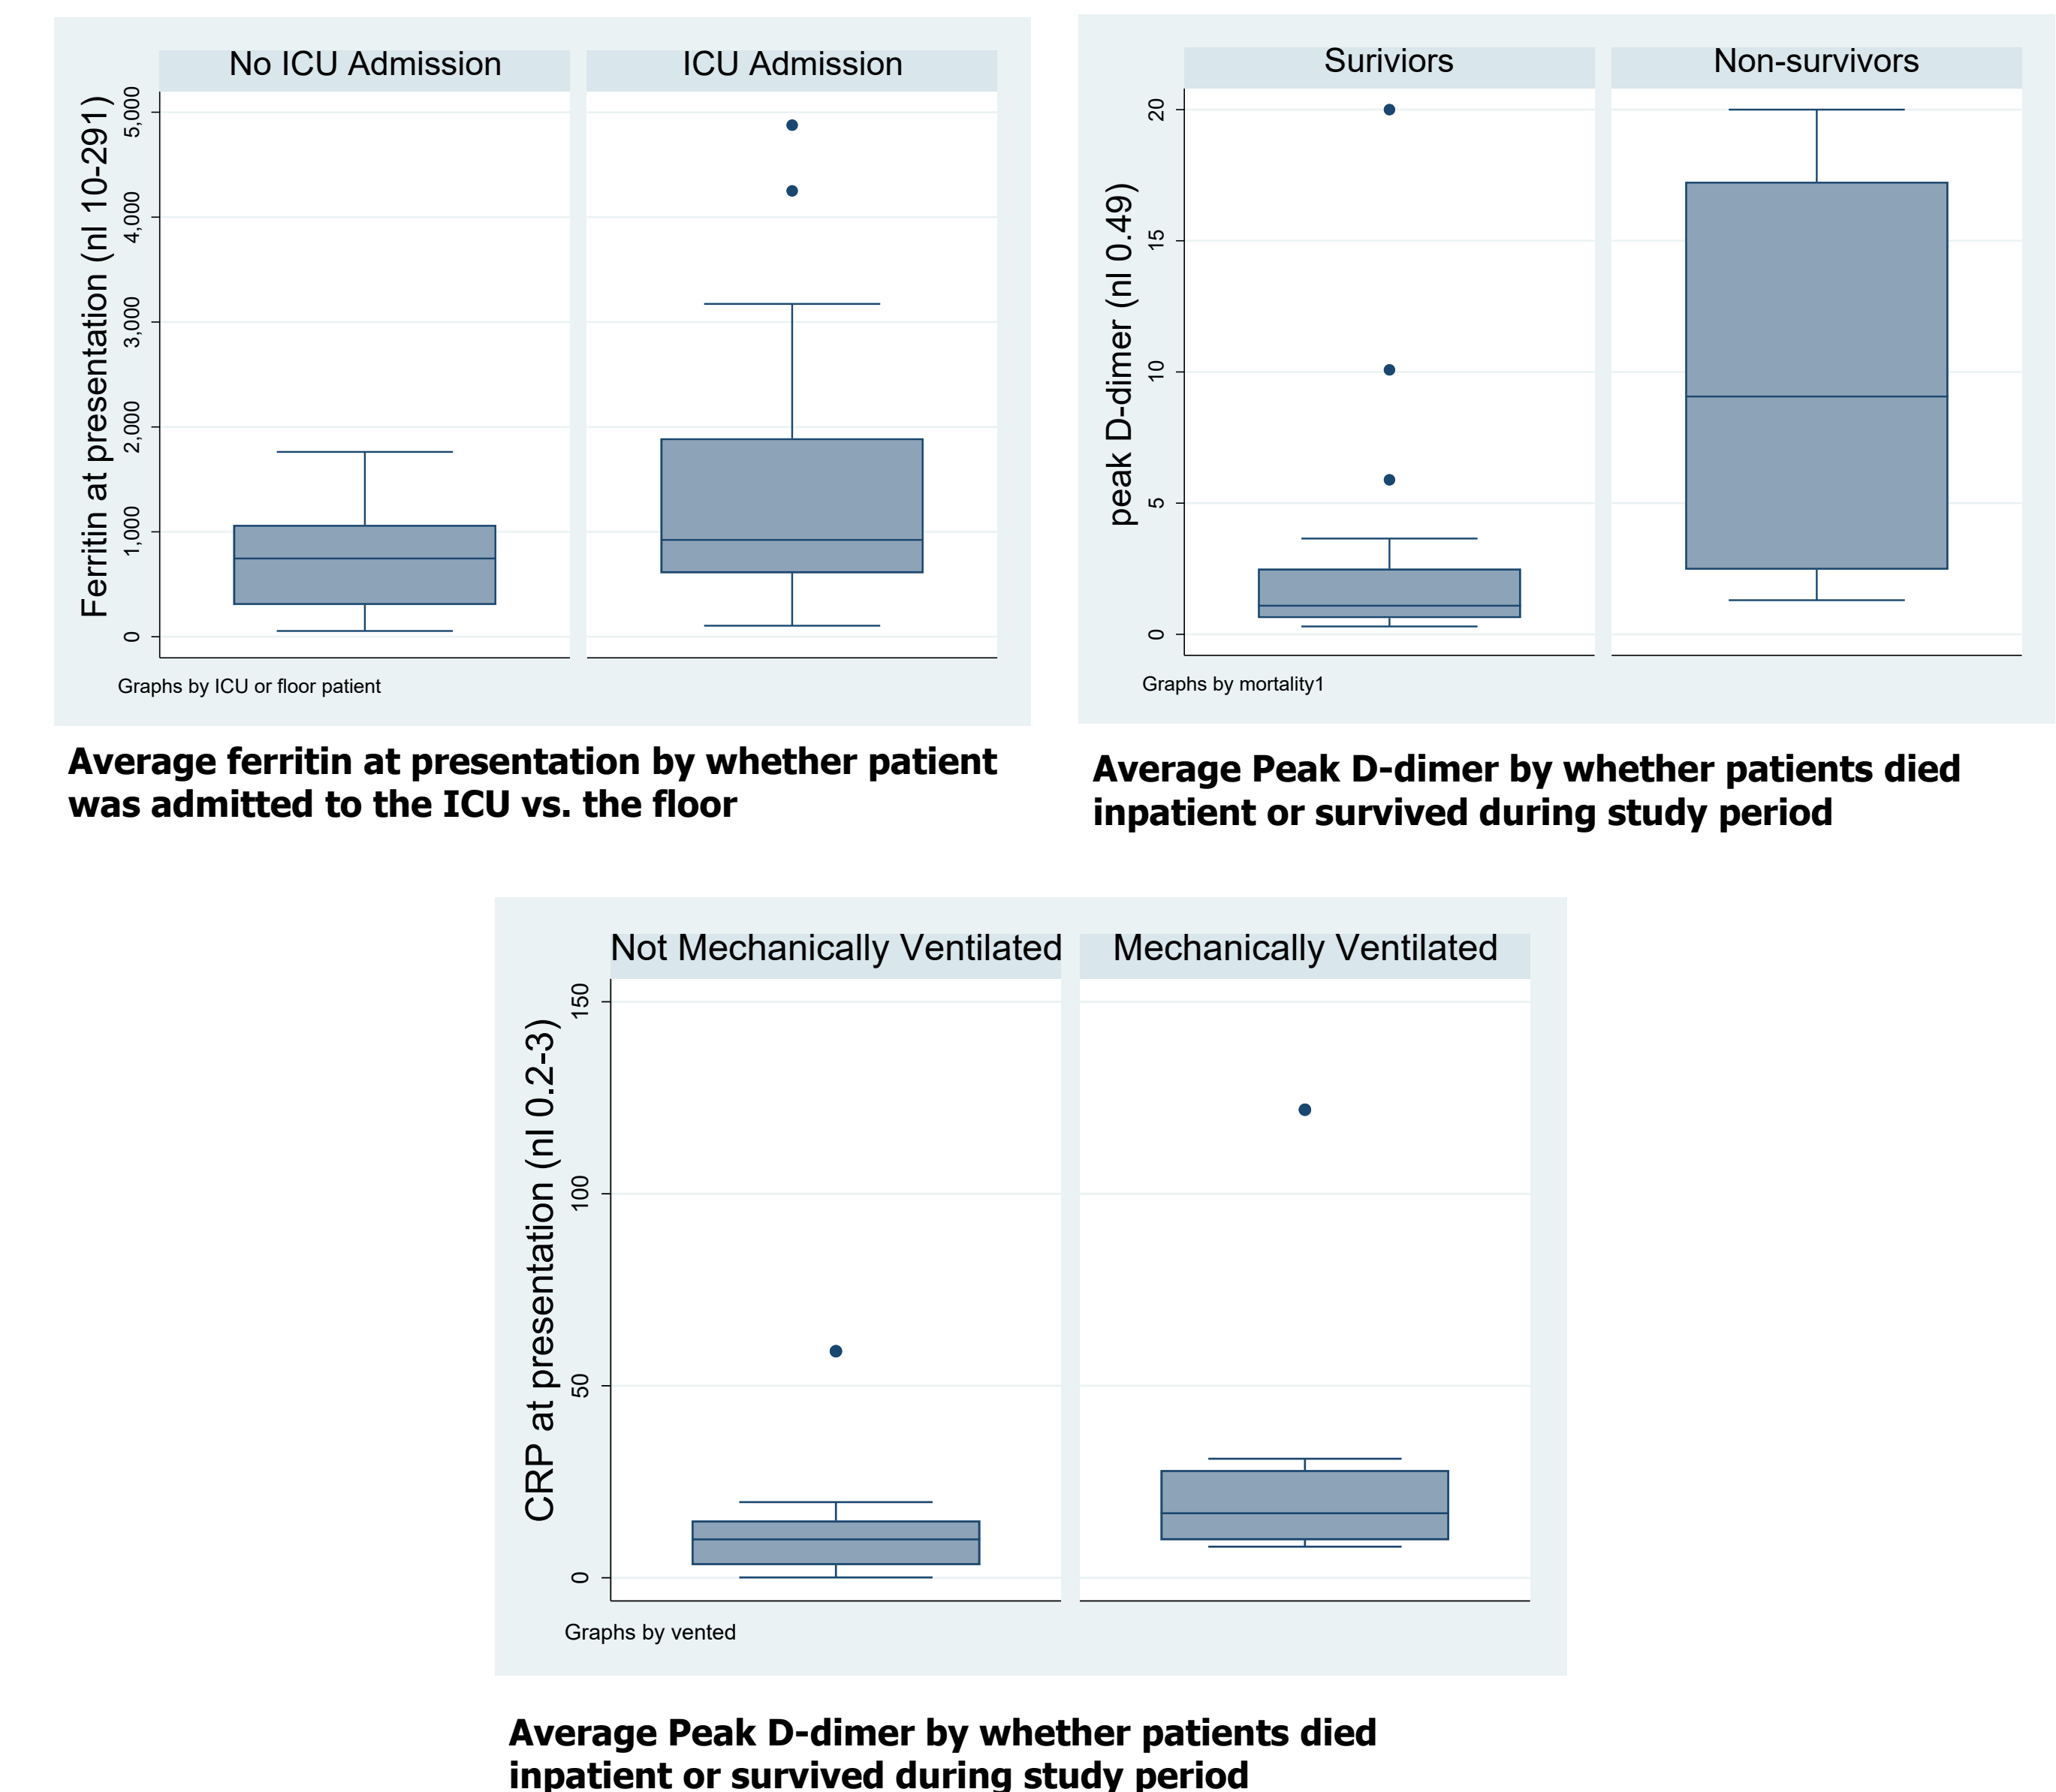 No ICU Admission
ICU Admission
Ferritin at presentation (nl 10-291)
5,000
4,000
3,000
2,000
1,000
0
Graphs by ICU or floor patient
Average ferritin at presentation by whether patient
was admitted to the ICU vs. the floor
Suriviors
Non-survivors
peak D-dimer (nl 0.49)
20
15
10
5
0
Graphs by mortality1
Average Peak D-dimer by whether patients died
inpatient or survived during study period
Not Mechanically Ventilated
Mechanically Ventilated
CRP at presentation (nl 0.2-3)
150
100
50
0
Graphs by vented
Average Peak D-dimer by whether patients died
inpatient or survived during study period